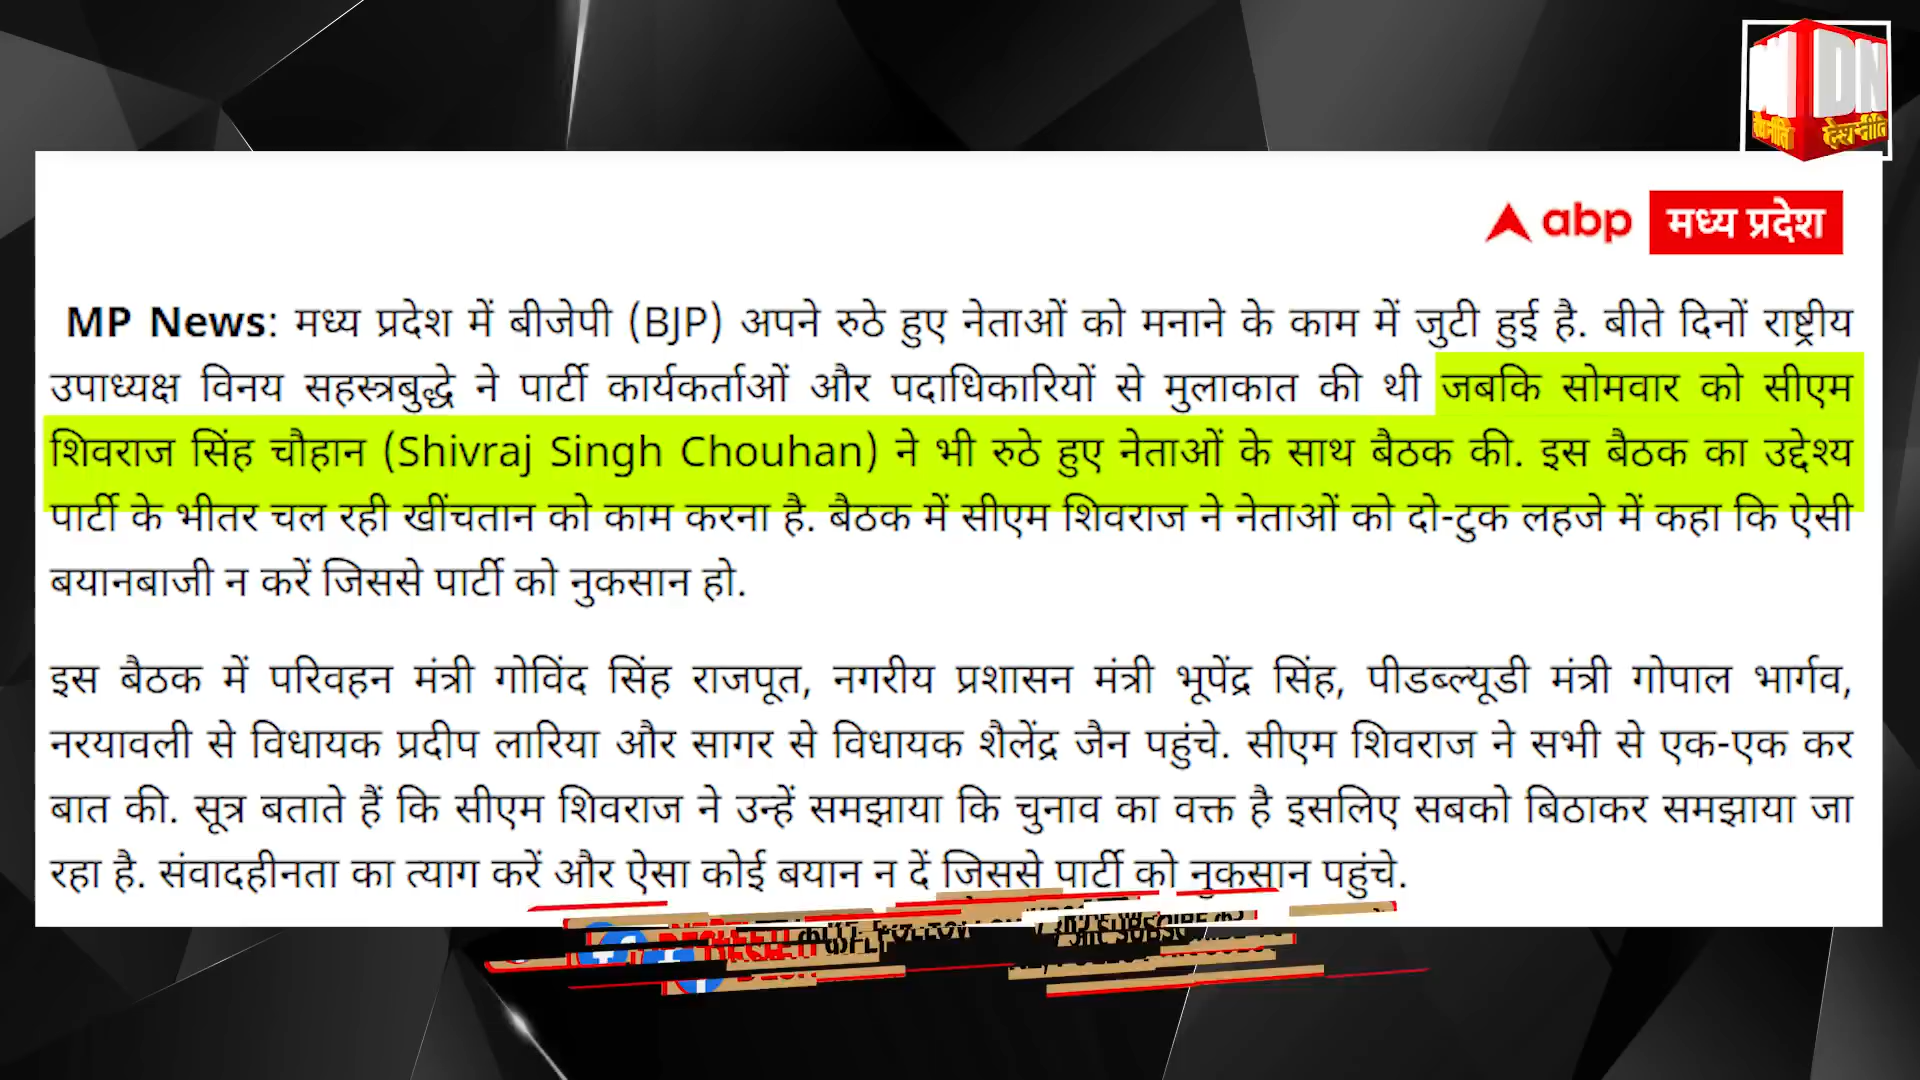 DN
देशनीति
abp मध्य प्रदेश
MP News: मध्य प्रदेश में बीजेपी (BJP) अपने रुठे हुए नेताओं को मनाने के काम में जुटी हुई है. बीते दिनों राष्ट्रीय
उपाध्यक्ष विनय सहस्त्रबुद्धे ने पार्टी कार्यकर्ताओं और पदाधिकारियों से मुलाकात की थी जबकि सोमवार को सीएम
शिवराज सिंह चौहान (Shivraj Singh Chouhan) ने भी रुठे हुए नेताओं के साथ बैठक की. इस बैठक का उद्देश्य
पार्टी के भीतर चल रही खींचतान को काम करना है. बैठक में सीएम शिवराज ने नेताओं को दो-टुक लहजे में कहा कि ऐसी
बयानबाजी न करें जिससे पार्टी को नुकसान हो.
इस बैठक में परिवहन मंत्री गोविंद सिंह राजपूत, नगरीय प्रशासन मंत्री भूपेंद्र सिंह, पीडब्ल्यूडी मंत्री गोपाल भार्गव,
नरयावली से विधायक प्रदीप लारिया और सागर से विधायक शैलेंद्र जैन पहुंचे. सीएम शिवराज ने सभी से एक-एक कर
बात की. सूत्र बताते हैं कि सीएम शिवराज ने उन्हें समझाया कि चुनाव का वक्त है इसलिए सबको बिठाकर समझाया जा
रहा है. संवादहीनता का त्याग करें और ऐसा कोई बयान न दें जिससे पार्टी को नुकसान पहुंचे.